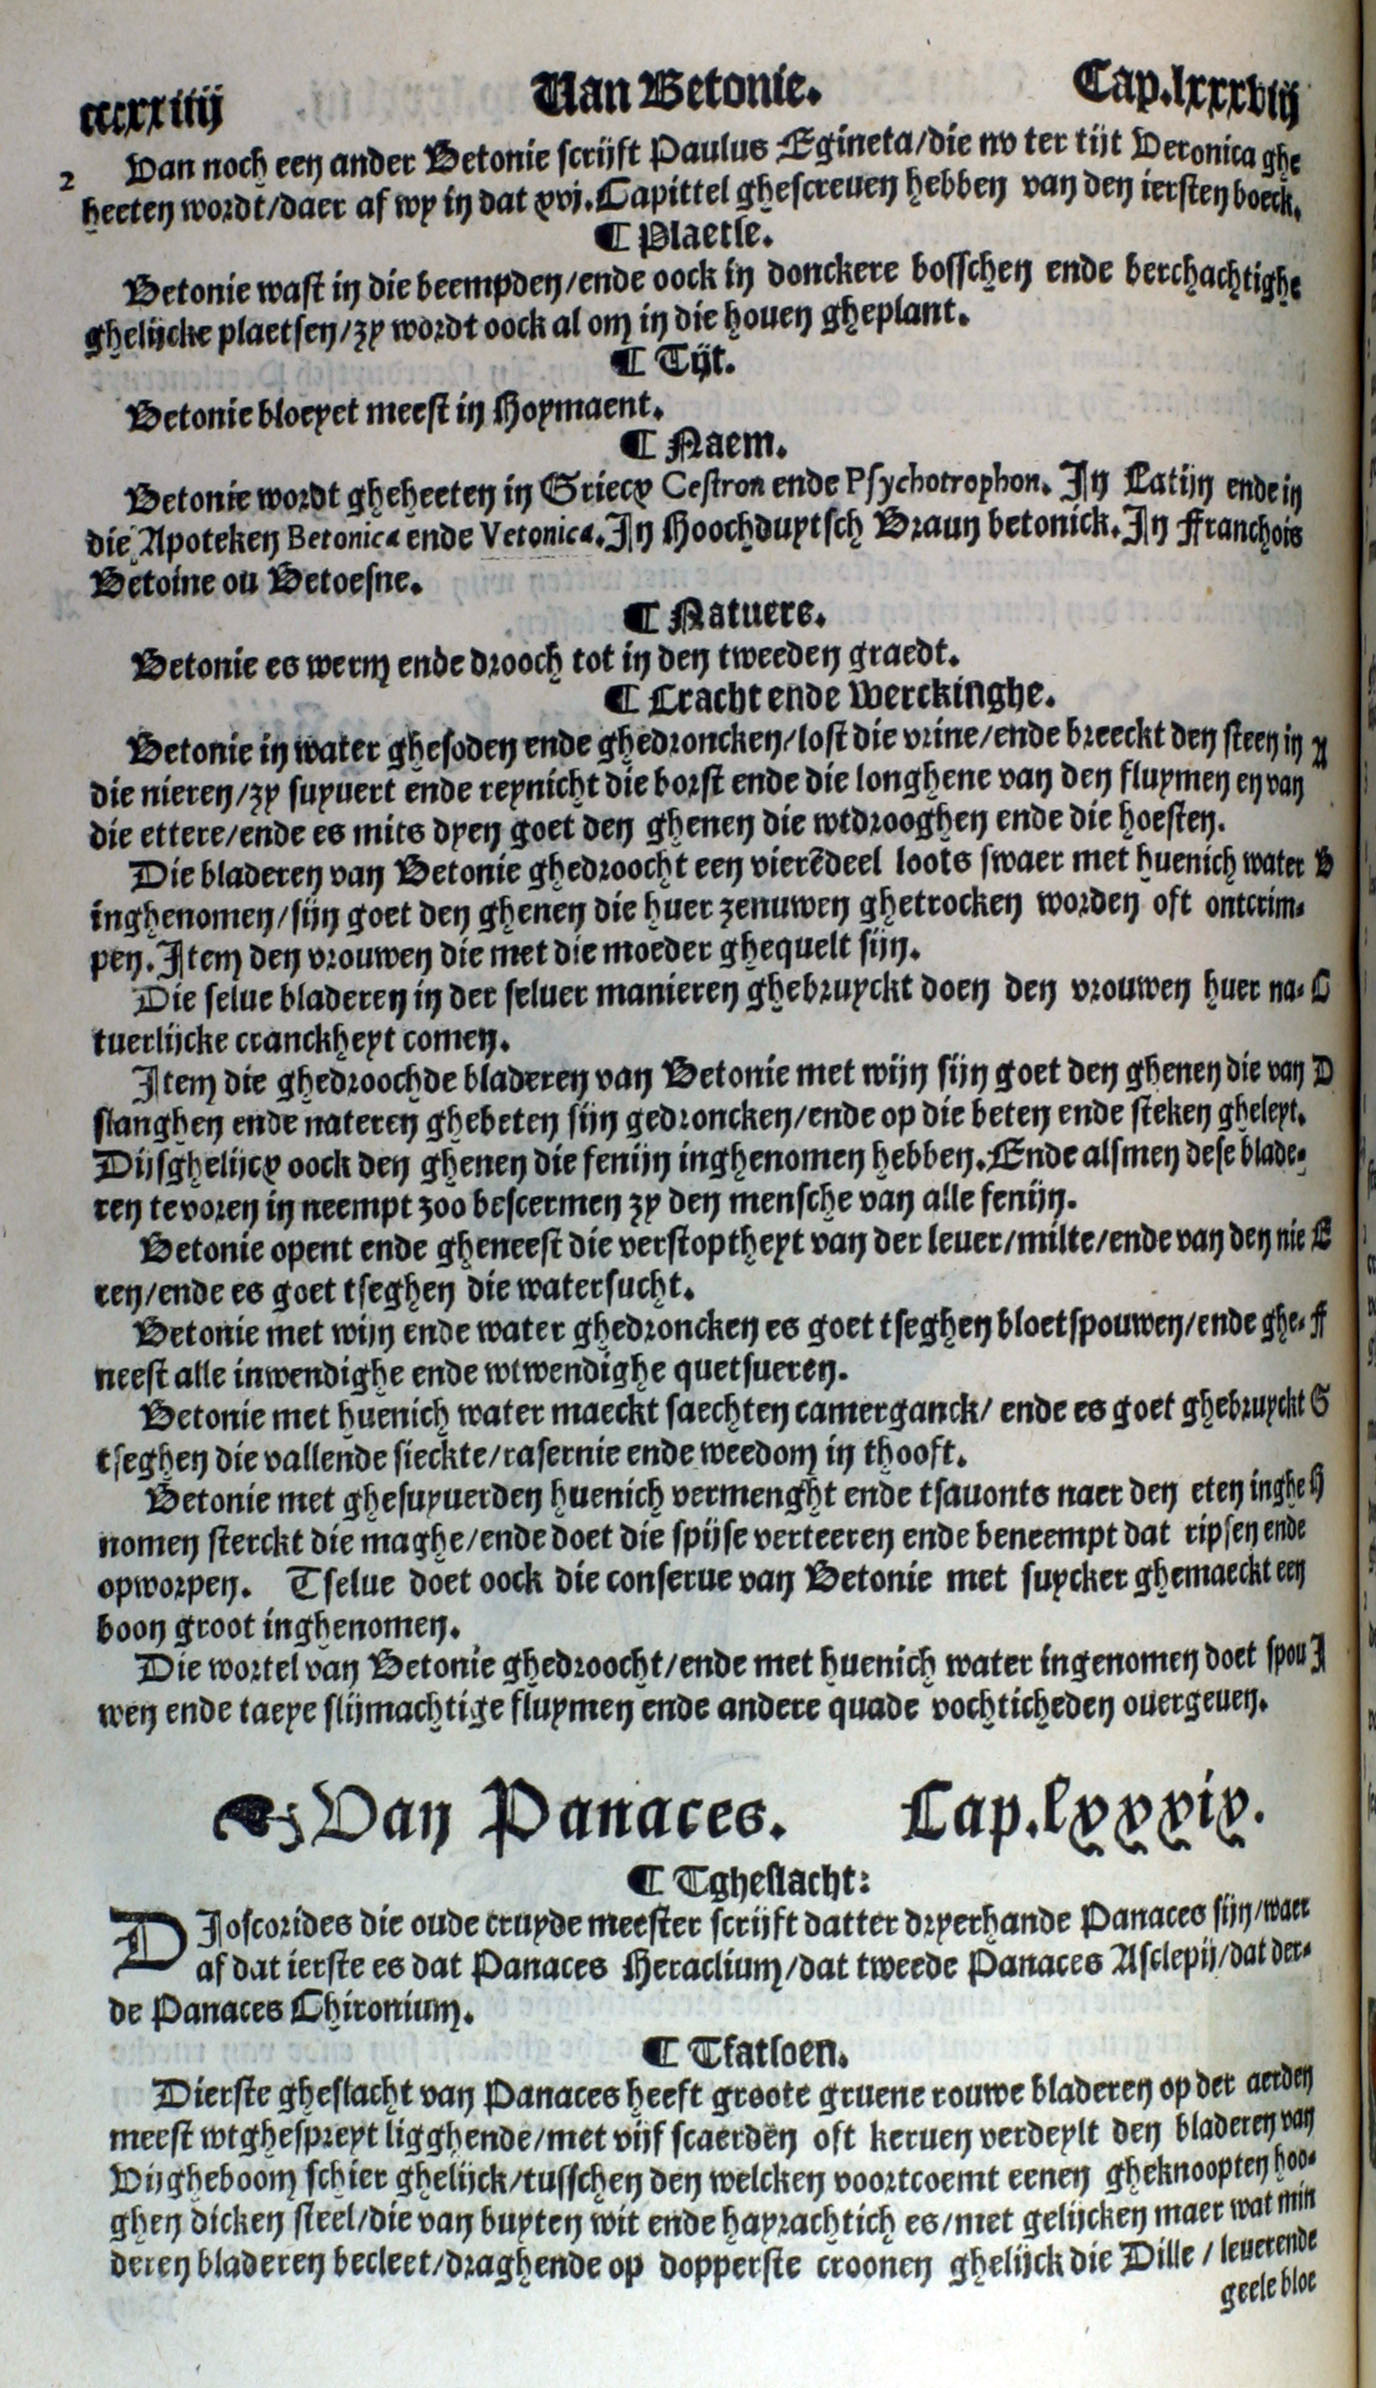 cccxxiiij Van Betonie. Cap.lxxxviij
Van noch een ander Betonie scrijft Paulus Egineta/die nv ter tijt Veronica ghe
2 heeten wordt/daer af wy in dat xvj. Capittel ghescreuen hebben van den iersten boeck.
¶ Plaetse.
Betonie wast in die beempden/ende oock in donckere bosschen ende berchachtighe
ghelijcke plaetsen/zy wordt oock al om in die houen gheplant.
¶ Tijt.
Betonie bloeyet meest in Hoymaent.
¶ Naem.
Betonie wordt gheheeten in Griecx Cestron ende Psychotrophon. In Latijn ende in
die Apoteken Betonica ende Vetonica. In Hoochduytsch Braun betonick. In Franchois
Betoine ou Betoesne.
¶ Natuere.
Betonie es werm ende drooch tot in den tweeden graedt.
¶ Cracht ende Werckinghe.
Betonie in water ghesoden ende ghedroncken/lost die vrine/ende breeckt den steen in A
die nieren/zy suyuert ende reynicht die borst ende die longhene van den fluymen en van
die ettere/ende es mits dyen goet den ghenen die wtdrooghen ende die hoesten.
Die bladeren van Betonie ghedroocht een vierēdeel loots swaer met huenich water B
inghenomen/sijn goet den ghenen die huer zenuwen ghetrocken worden oft ontcrim-
pen. Item den vrouwen die met die moeder ghequelt sijn.
Die selue bladeren in der seluer manieren ghebruyckt doen den vrouwen huer na- C
tuerlijcke cranckheyt comen.
Item die ghedroochde bladeren van Betonie met wijn sijn goet den ghenen die van D
slanghen ende nateren ghebeten sijn gedroncken/ende op die beten ende steken gheleyt.
Dijsghelijcx oock den ghenen die fenijn inghenomen hebben. Ende alsmen dese blade-
ren te voren in neempt zoo bescermen zy den mensche van alle fenijn.
Betonie opent ende gheneest die verstoptheyt van der leuer/milte/ende van den nie E
ren/ende es goet tseghen die watersucht.
Betonie met wijn ende water ghedroncken es goet tseghen bloetspouwen/ende ghe- F
neest alle inwendighe ende wtwendighe quetsueren.
Betonie met huenich water maeckt saechten camerganck/ ende es goet ghebruyckt G
tseghen die vallende sieckte/rasernie ende weedom in thooft.
Betonie met ghesuyuerden huenich vermenght ende tsauonts naer den eten inghe H
nomen sterckt die maghe/ende doet die spijse verteeren ende beneempt dat ripsen ende
opworpen. Tselue doet oock die conserue van Betonie met suycker ghemaeckt een
boon groot inghenomen.
Die wortel van Betonie ghedroocht/ende met huenich water ingenomen doet spou I
wen ende taeye slijmachtige fluymen ende andere quade vochticheden ouergeuen.
☙ Van Panaces. Cap.lxxxix.
¶ Tgheslacht:
DIoscorides die oude cruyde meester scrijft datter dryerhande Panaces sijn/waer
af dat ierste es dat Panaces Heraclium/dat tweede Panaces Asclepij/dat der-
de Panaces Chironium.
¶ Tfatsoen.
Dierste gheslacht van Panaces heeft groote gruene rouwe bladeren op der aerden
meest wtghespreyt ligghende/met vijf scaerden oft keruen verdeylt den bladeren van
Vijgheboom schier ghelijck/tusschen den welcken voortcoemt eenen gheknoopten hoo-
ghen dicken steel/die van buyten wit ende hayrachtich es/met gelijcken maer wat min
deren bladeren becleet/draghende op dopperste croonen ghelijck die Dille / leuerende
geele bloe